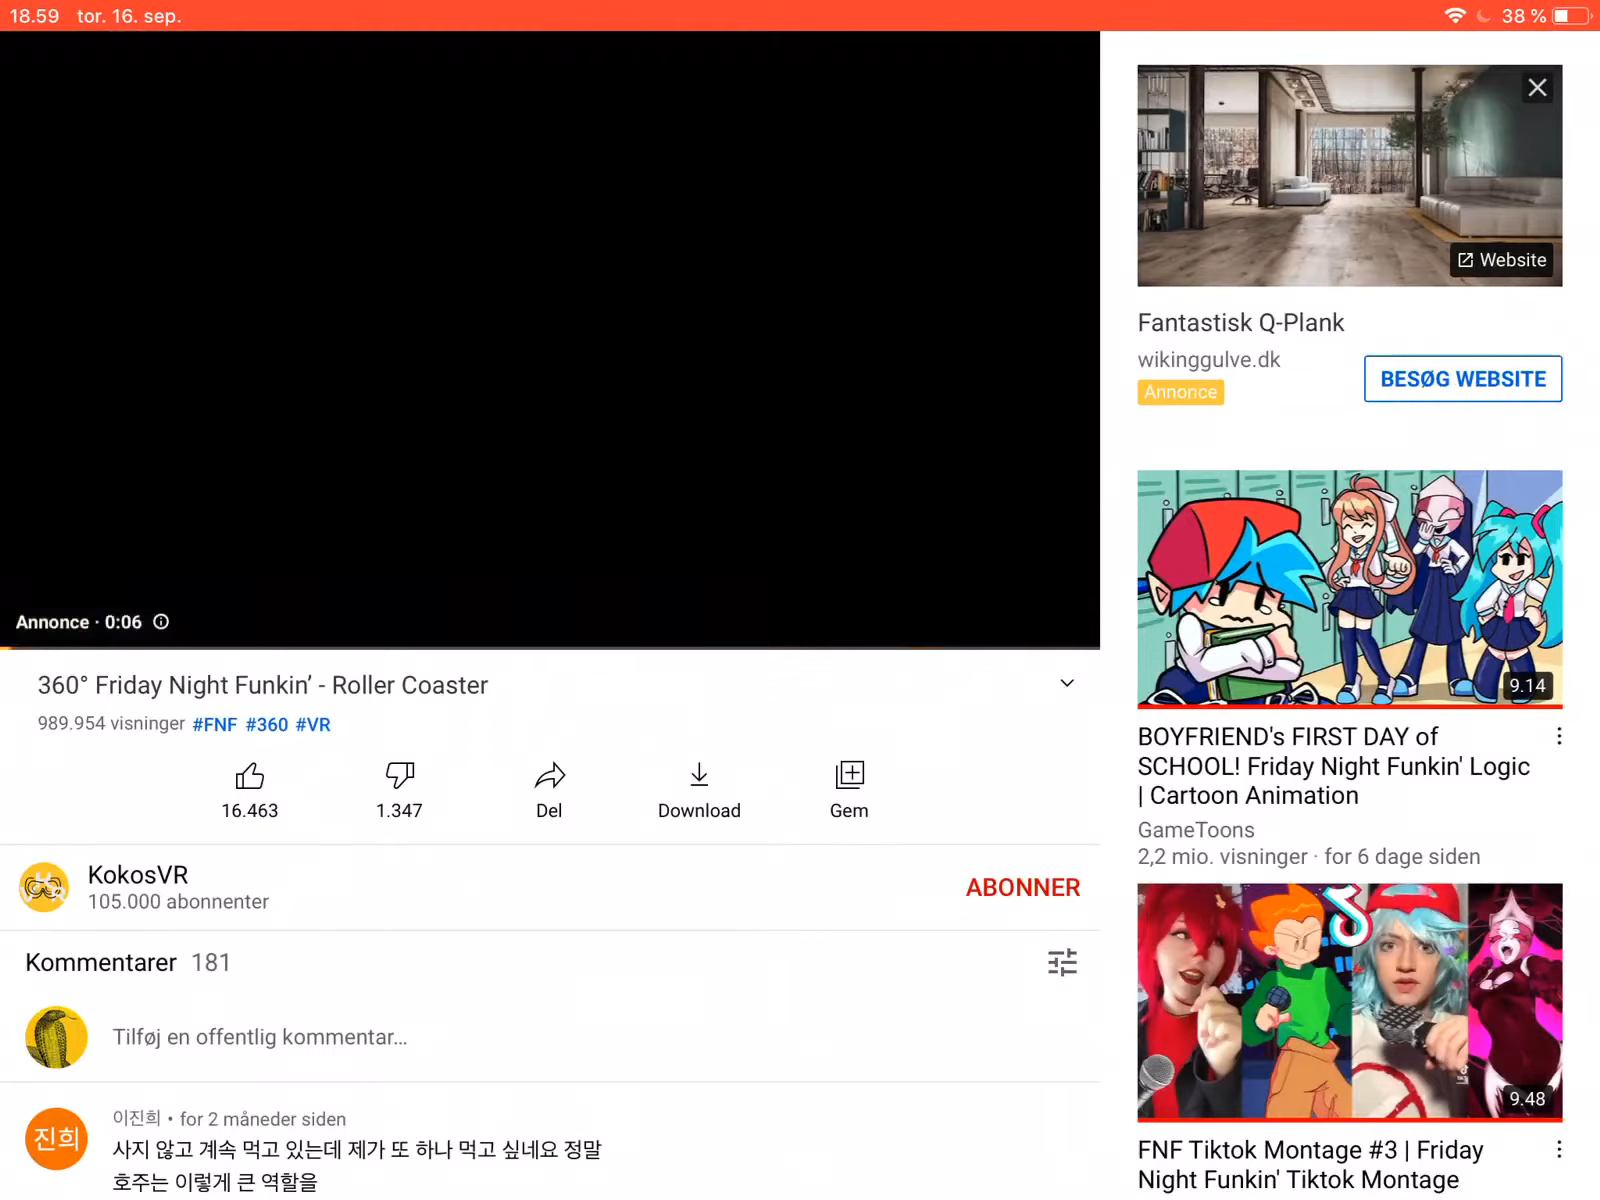 18.59 tor. 16. sep.
38 %
Annonce · 0:06
360° Friday Night Funkin’ - Roller Coaster
989.954 visninger #FNF #360 #VR
16.463
1.347
Del
Download
Gem
KokosVR
105.000 abonnenter
ABONNER
Kommentarer 181
Tilføj en offentlig kommentar...
진희
이진희 • for 2 måneder siden
사지 않고 계속 먹고 있는데 제가 또 하나 먹고 싶네요 정말
호주는 이렇게 큰 역할을
Website
Fantastisk Q-Plank
wikinggulve.dk
Annonce
BESØG WEBSITE
9.14
BOYFRIEND's FIRST DAY of
SCHOOL! Friday Night Funkin' Logic
| Cartoon Animation
GameToons
2,2 mio. visninger · for 6 dage siden
9.48
FNF Tiktok Montage #3 | Friday
Night Funkin' Tiktok Montage